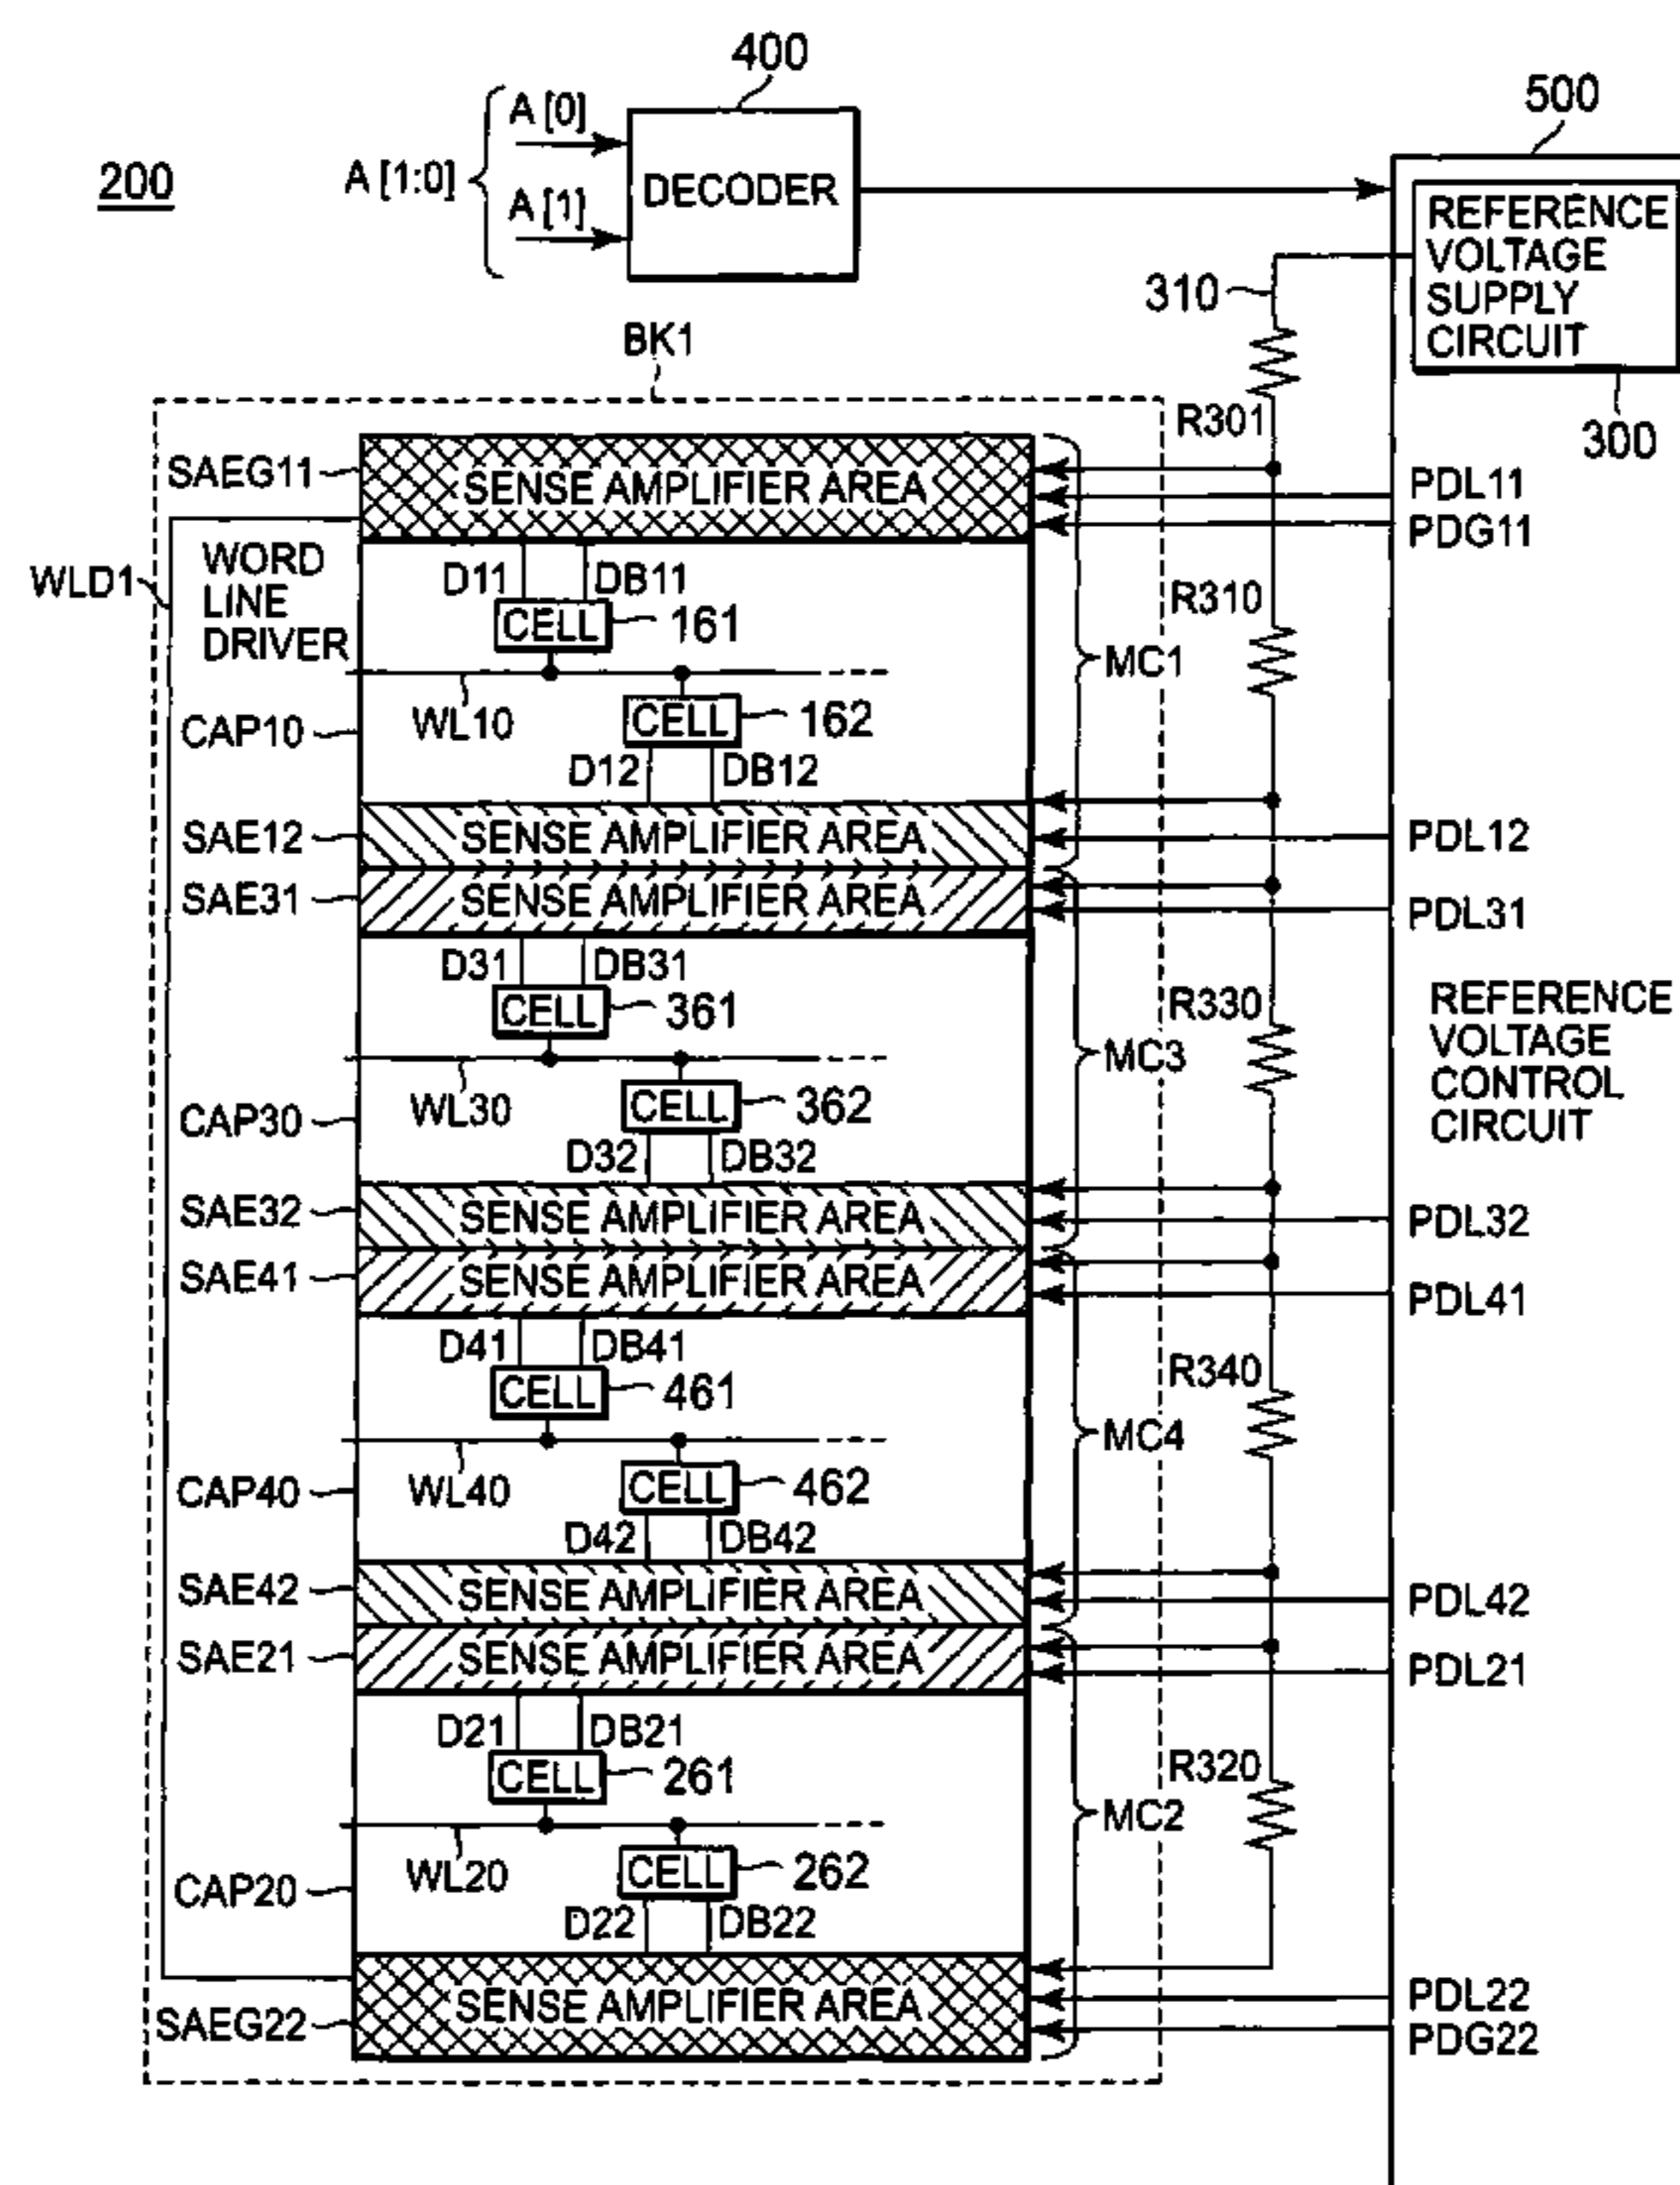 400
500
A [0]
A [1:0]
A [1]
DECODER
200
REFERENCE
VOLTAGE
SUPPLY
CIRCUIT
310
300
BK1
R301
SAEG11
SENSE AMPLIFIER AREA
PDL11
PDG11
WLD1
WORD
LINE
DRIVER
D11
DB11
CELL
161
R310
MC1
WL10
CAP10
CELL
162
D12
DB12
SAE12
SENSE AMPLIFIER AREA
PDL12
SAE31
SENSE AMPLIFIER AREA
PDL31
D31
DB31
CELL
361
R330
REFERENCE
VOLTAGE
CONTROL
CIRCUIT
MC3
WL30
CAP30
CELL
362
D32
DB32
SAE32
SENSE AMPLIFIER AREA
PDL32
SAE41
SENSE AMPLIFIER AREA
PDL41
D41
DB41
CELL
461
R340
MC4
WL40
CAP40
CELL
462
D42
DB42
SAE42
SENSE AMPLIFIER AREA
PDL42
SAE21
SENSE AMPLIFIER AREA
PDL21
D21
DB21
CELL
261
R320
MC2
WL20
CAP20
CELL
262
D22
DB22
SAEG22
SENSE AMPLIFIER AREA
PDL22
PDG22